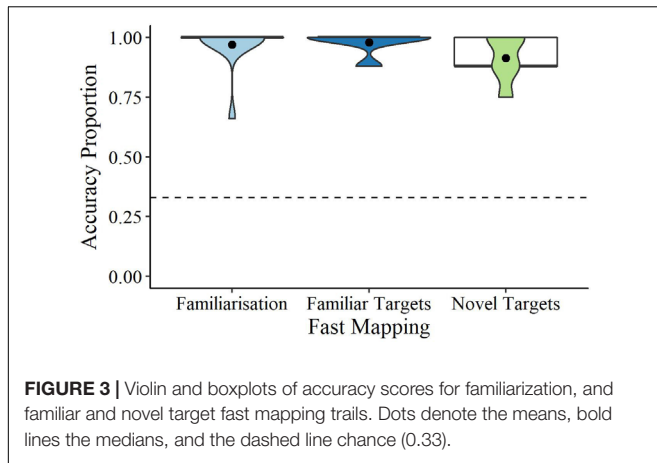 1.00
0.75
0.50
0.25
0.00
Accuracy Proportion
Familiarisation Familiar Targets Novel Targets
Fast Mapping
FIGURE 3 | Violin and boxplots of accuracy scores for familiarization, and
familiar and novel target fast mapping trails. Dots denote the means, bold
lines the medians, and the dashed line chance (0.33).